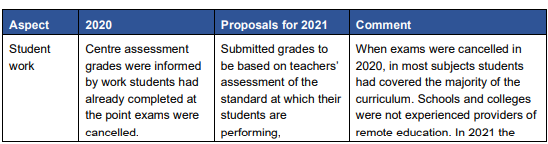 Aspect 2020 Proposals for 2021 Comment
Student work
Centre assessment
grades were informed
by work students had
already completed at
the point exams were
cancelled.
Submitted grades to
be based on teachers'
assessment of the
standard at which their
students are
performing,
When exams were cancelled in
2020, in most subjects students
had covered the majority of the
curriculum. Schools and colleges
were not experienced providers of
remote education. In 2021 the